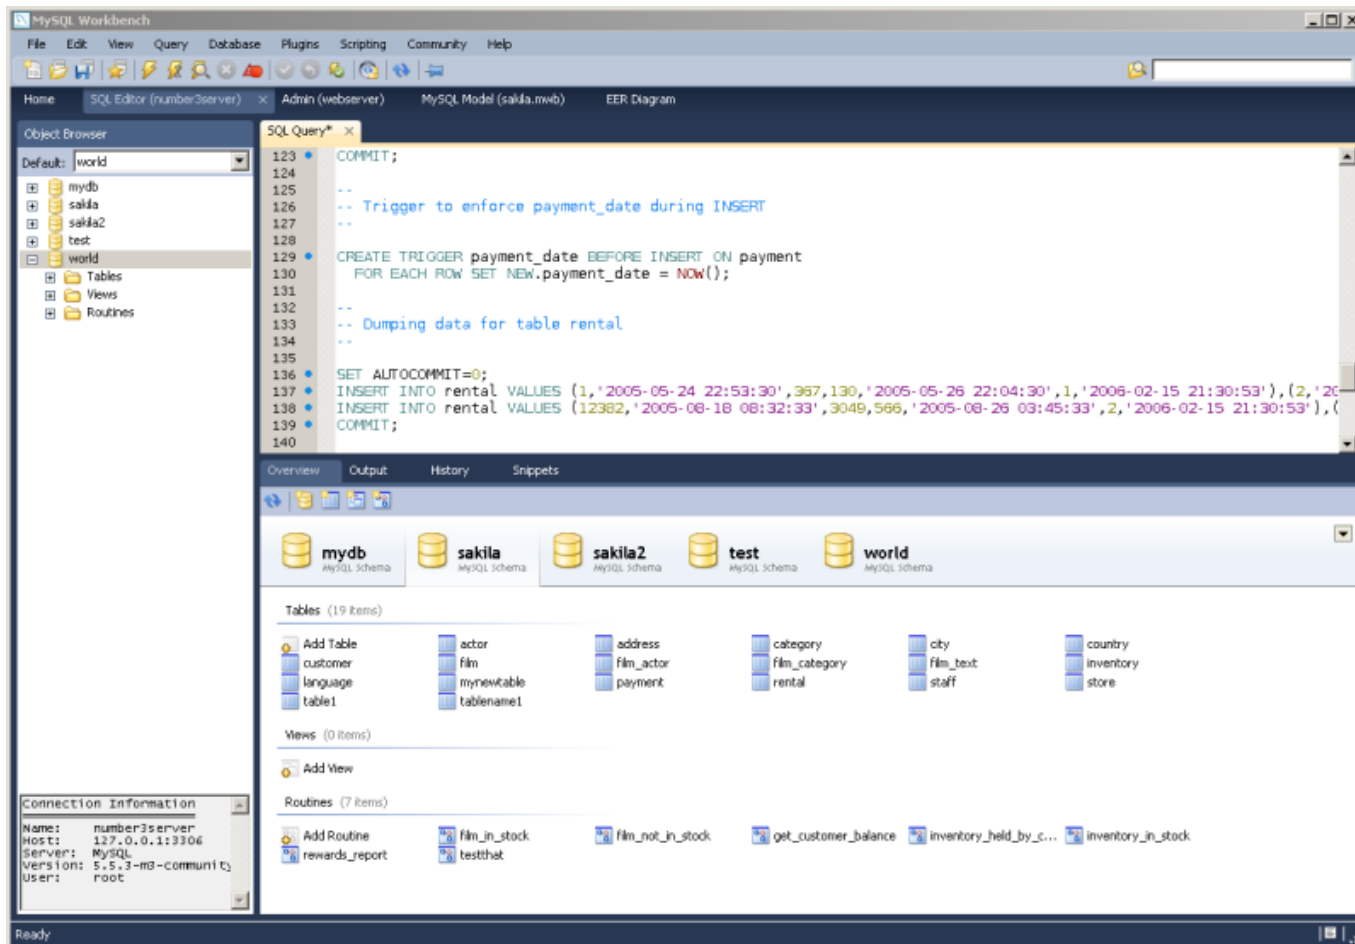 MySQL Workbench
File Edit View Query Database Plugins Scripting Community Help
Home SQL Editor (number3server) Admin (webserver) MySQL Model (sakila.mwb) EER Diagram
Object Browser
Default: world
mydb
sakila
sakila2
test
world
Tables
Views
Routines
SQL Query*
123 COMMIT;
124
125 --
126 -- Trigger to enforce payment_date during INSERT
127 --
128
129 CREATE TRIGGER payment_date BEFORE INSERT ON payment
130 FOR EACH ROW SET NEW.payment_date = NOW();
131
132 --
133 -- Dumping data for table rental
134 --
135
136 SET AUTOCOMMIT=0;
137 INSERT INTO rental VALUES (1,'2005-05-24 22:53:30',367,130,'2005-05-26 22:04:30',1,'2006-02-15 21:30:53'),(2,'20
138 INSERT INTO rental VALUES (12382,'2005-08-18 08:32:33',3049,566,'2005-08-26 03:45:33',2,'2006-02-15 21:30:53'),(
139 COMMIT;
140
Overview Output History Snippets
mydb sakila sakila2 test world
MySQL Schema MySQL Schema MySQL Schema MySQL Schema MySQL Schema
Tables (19 items)
Add Table actor address category city country
customer film film_actor film_category film_text inventory
language mynewtable payment rental staff store
table1 tablename1
Views (0 items)
Add View
Routines (7 items)
Add Routine film_in_stock film_not_in_stock get_customer_balance inventory_held_by_c... inventory_in_stock
rewards_report testthat
Connection Information
Name: number3server
Host: 127.0.0.1:3306
Server: MySQL
Version: 5.5.3-m3-community
User: root
Ready